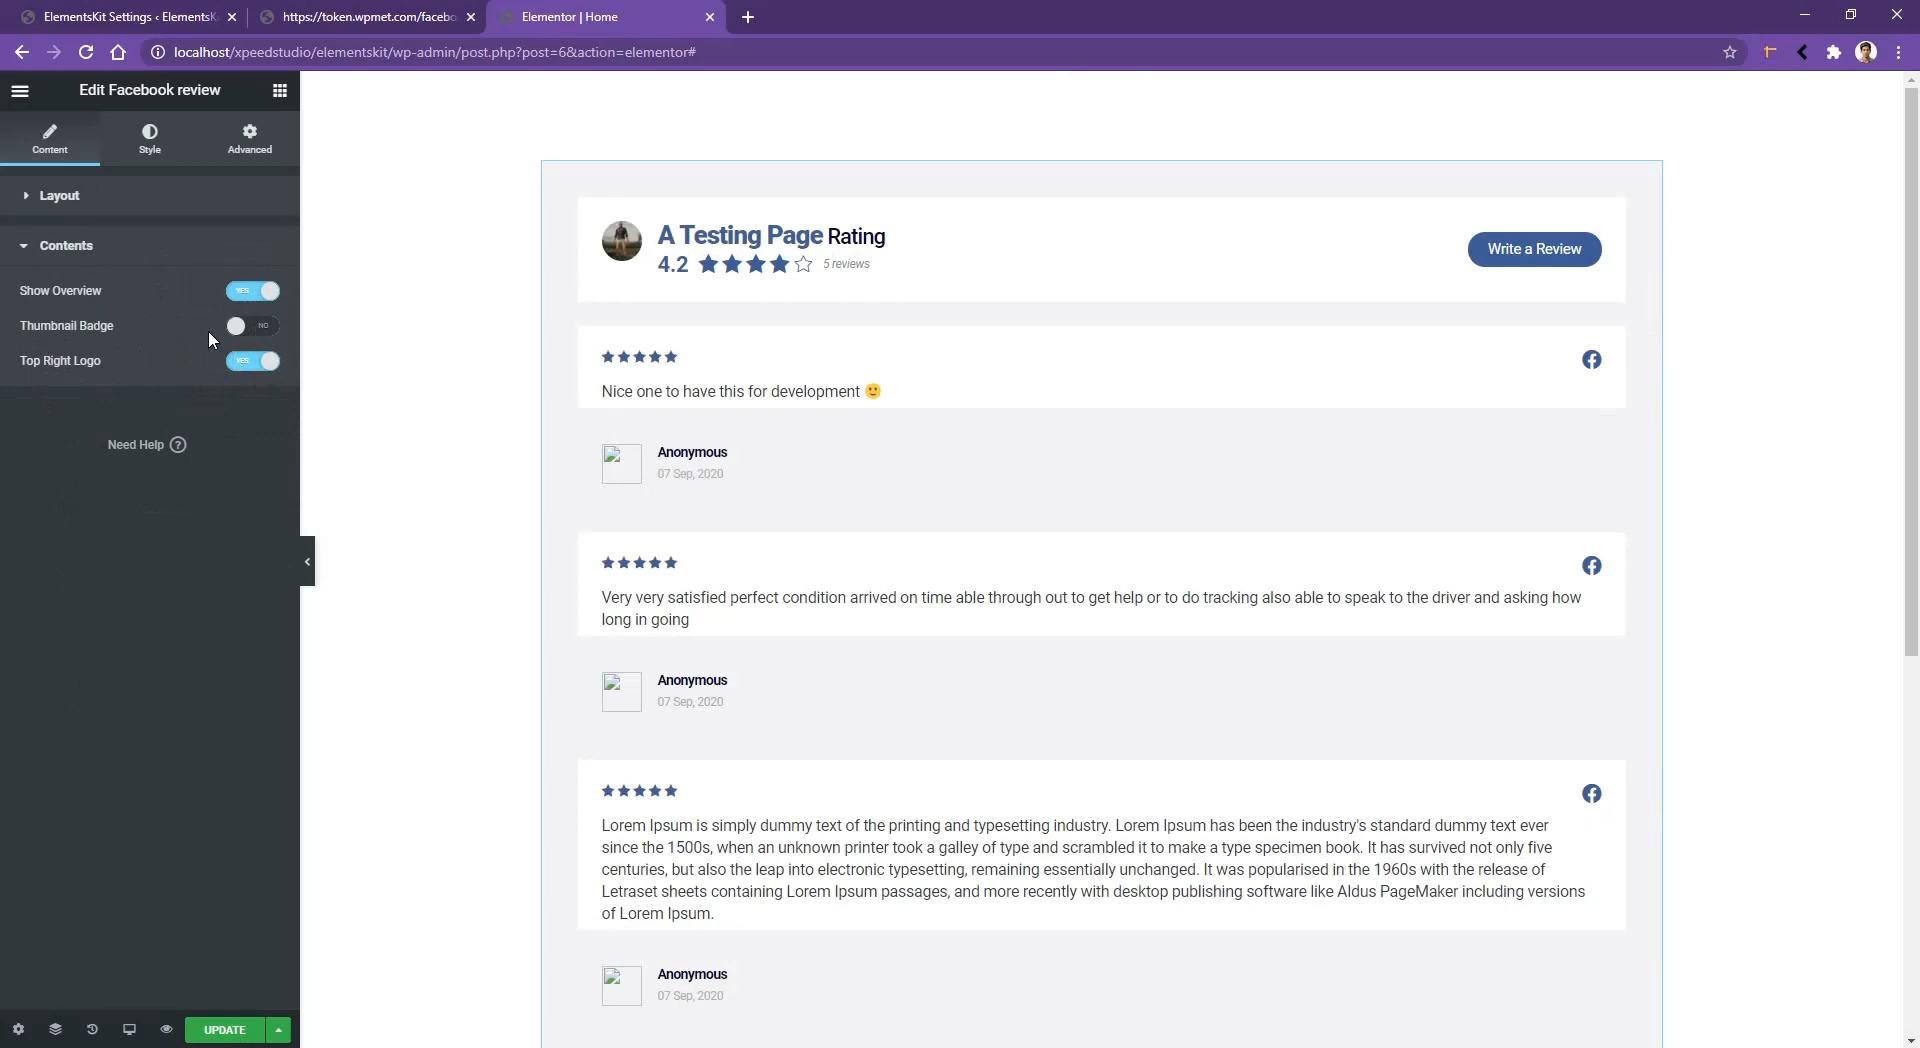 ElementsKit Settings ‹ ElementsK
https://token.wpmet.com/facebo
Elementor | Home
localhost/xpeedstudio/elementskit/wp-admin/post.php?post=6&action=elementor#
Edit Facebook review
Content
Style
Advanced
Layout
Contents
Show Overview
YES
Thumbnail Badge
NO
Top Right Logo
YES
Need Help ?
UPDATE
A Testing Page Rating
4.2
5 reviews
Write a Review
Nice one to have this for development 🙂
Anonymous
07 Sep, 2020
Very very satisfied perfect condition arrived on time able through out to get help or to do tracking also able to speak to the driver and asking how
long in going
Anonymous
07 Sep, 2020
Lorem Ipsum is simply dummy text of the printing and typesetting industry. Lorem Ipsum has been the industry's standard dummy text ever
since the 1500s, when an unknown printer took a galley of type and scrambled it to make a type specimen book. It has survived not only five
centuries, but also the leap into electronic typesetting, remaining essentially unchanged. It was popularised in the 1960s with the release of
Letraset sheets containing Lorem Ipsum passages, and more recently with desktop publishing software like Aldus PageMaker including versions
of Lorem Ipsum.
Anonymous
07 Sep, 2020